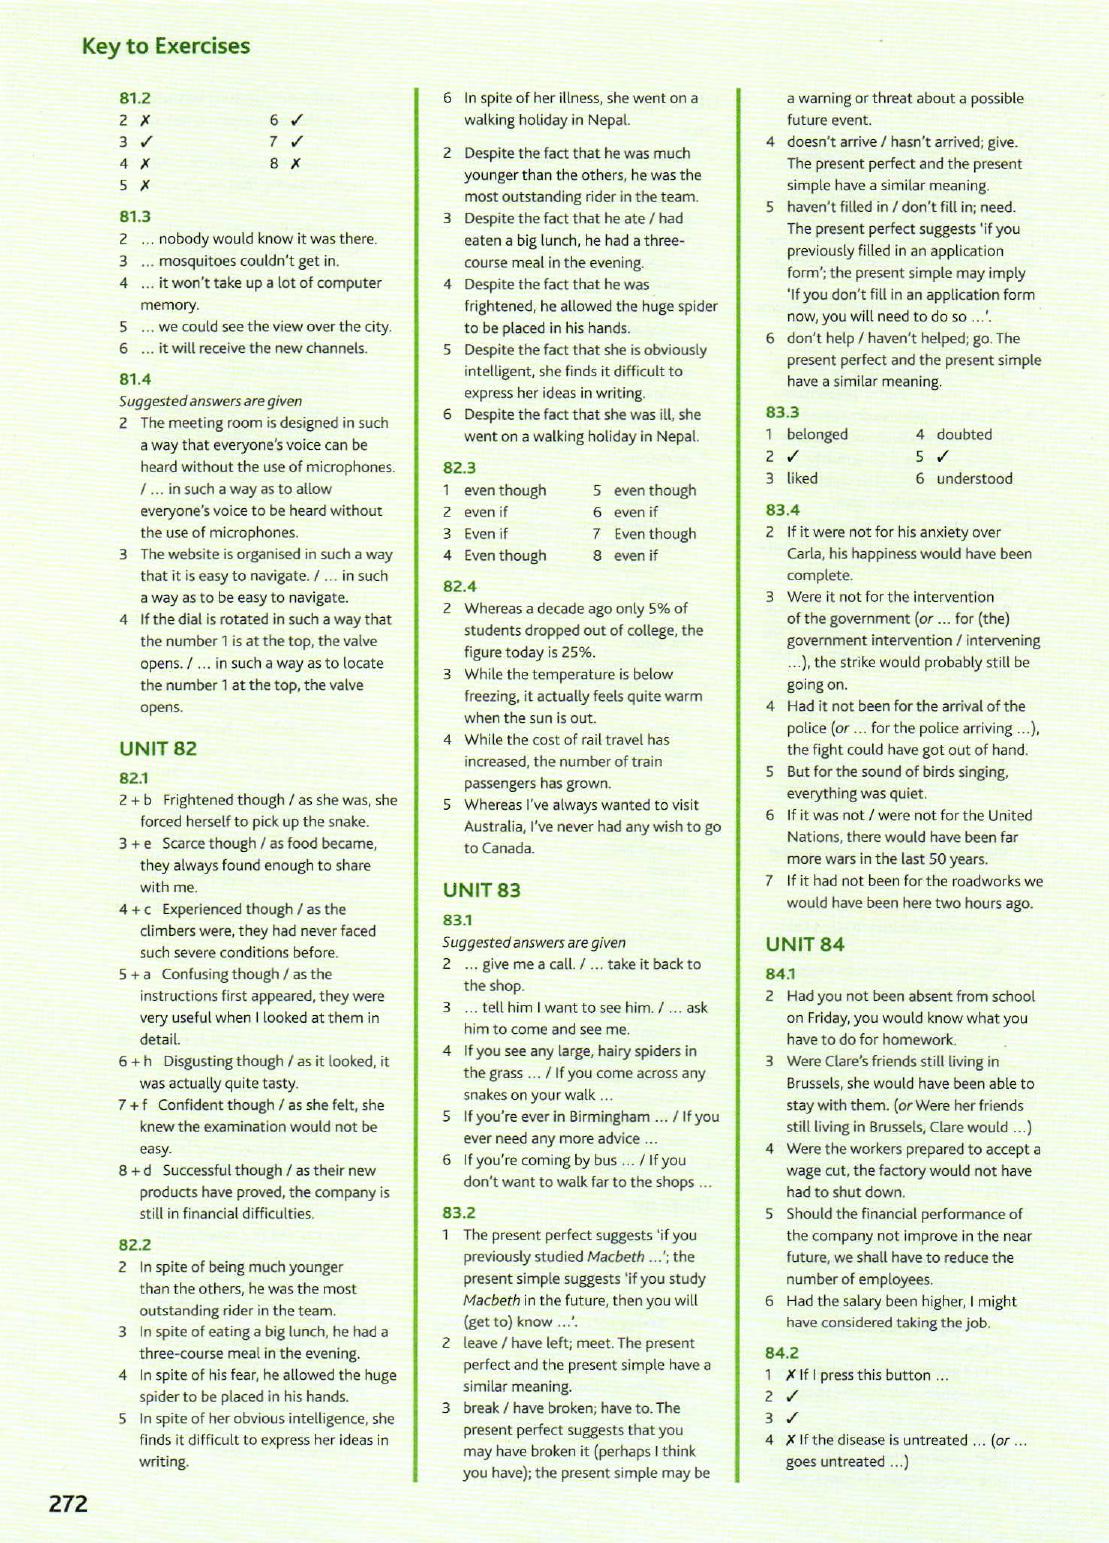 Key to Exercises
81.2
2 ✗ 6 ✓
3 ✓ 7 ✓
4 ✗ 8 ✗
5 ✗
81.3
2 ... nobody would know it was there.
3 ... mosquitoes couldn't get in.
4 ... it won't take up a lot of computer
memory.
5 ... we could see the view over the city.
6 ... it will receive the new channels.
81.4
Suggested answers are given
2 The meeting room is designed in such
a way that everyone's voice can be
heard without the use of microphones.
/ ... in such a way as to allow
everyone's voice to be heard without
the use of microphones.
3 The website is organised in such a way
that it is easy to navigate. / ... in such
a way as to be easy to navigate.
4 If the dial is rotated in such a way that
the number 1 is at the top, the valve
opens. / ... in such a way as to locate
the number 1 at the top, the valve
opens.
UNIT 82
82.1
2 + b Frightened though / as she was, she
forced herself to pick up the snake.
3 + e Scarce though / as food became,
they always found enough to share
with me.
4 + c Experienced though / as the
climbers were, they had never faced
such severe conditions before.
5 + a Confusing though / as the
instructions first appeared, they were
very useful when I looked at them in
detail.
6 + h Disgusting though / as it looked, it
was actually quite tasty.
7 + f Confident though / as she felt, she
knew the examination would not be
easy.
8 + d Successful though / as their new
products have proved, the company is
still in financial difficulties.
82.2
2 In spite of being much younger
than the others, he was the most
outstanding rider in the team.
3 In spite of eating a big lunch, he had a
three-course meal in the evening.
4 In spite of his fear, he allowed the huge
spider to be placed in his hands.
5 In spite of her obvious intelligence, she
finds it difficult to express her ideas in
writing.
6 In spite of her illness, she went on a
walking holiday in Nepal.
2 Despite the fact that he was much
younger than the others, he was the
most outstanding rider in the team.
3 Despite the fact that he ate / had
eaten a big lunch, he had a three-
course meal in the evening.
4 Despite the fact that he was
frightened, he allowed the huge spider
to be placed in his hands.
5 Despite the fact that she is obviously
intelligent, she finds it difficult to
express her ideas in writing.
6 Despite the fact that she was ill, she
went on a walking holiday in Nepal.
82.3
1 even though 5 even though
2 even if 6 even if
3 Even if 7 Even though
4 Even though 8 even if
82.4
2 Whereas a decade ago only 5% of
students dropped out of college, the
figure today is 25%.
3 While the temperature is below
freezing, it actually feels quite warm
when the sun is out.
4 While the cost of rail travel has
increased, the number of train
passengers has grown.
5 Whereas I've always wanted to visit
Australia, I've never had any wish to go
to Canada.
UNIT 83
83.1
Suggested answers are given
2 ... give me a call. / ... take it back to
the shop.
3 ... tell him I want to see him. / ... ask
him to come and see me.
4 If you see any large, hairy spiders in
the grass ... / If you come across any
snakes on your walk ...
5 If you're ever in Birmingham ... / If you
ever need any more advice ...
6 If you're coming by bus ... / If you
don't want to walk far to the shops ...
83.2
1 The present perfect suggests 'if you
previously studied Macbeth ...'; the
present simple suggests 'if you study
Macbeth in the future, then you will
(get to) know ...'.
2 leave / have left; meet. The present
perfect and the present simple have a
similar meaning.
3 break / have broken; have to. The
present perfect suggests that you
may have broken it (perhaps I think
you have); the present simple may be
a warning or threat about a possible
future event.
4 doesn't arrive / hasn't arrived; give.
The present perfect and the present
simple have a similar meaning.
5 haven't filled in / don't fill in; need.
The present perfect suggests 'if you
previously filled in an application
form'; the present simple may imply
'If you don't fill in an application form
now, you will need to do so ...'.
6 don't help / haven't helped; go. The
present perfect and the present simple
have a similar meaning.
83.3
1 belonged 4 doubted
2 ✓ 5 ✓
3 liked 6 understood
83.4
2 If it were not for his anxiety over
Carla, his happiness would have been
complete.
3 Were it not for the intervention
of the government (or ... for (the)
government intervention / intervening
...), the strike would probably still be
going on.
4 Had it not been for the arrival of the
police (or ... for the police arriving ...),
the fight could have got out of hand.
5 But for the sound of birds singing,
everything was quiet.
6 If it was not / were not for the United
Nations, there would have been far
more wars in the last 50 years.
7 If it had not been for the roadworks we
would have been here two hours ago.
UNIT 84
84.1
2 Had you not been absent from school
on Friday, you would know what you
have to do for homework.
3 Were Clare's friends still living in
Brussels, she would have been able to
stay with them. (or Were her friends
still living in Brussels, Clare would ...)
4 Were the workers prepared to accept a
wage cut, the factory would not have
had to shut down.
5 Should the financial performance of
the company not improve in the near
future, we shall have to reduce the
number of employees.
6 Had the salary been higher, I might
have considered taking the job.
84.2
1 ✗ If I press this button ...
2 ✓
3 ✓
4 ✗ If the disease is untreated ... (or ...
goes untreated ...)
272